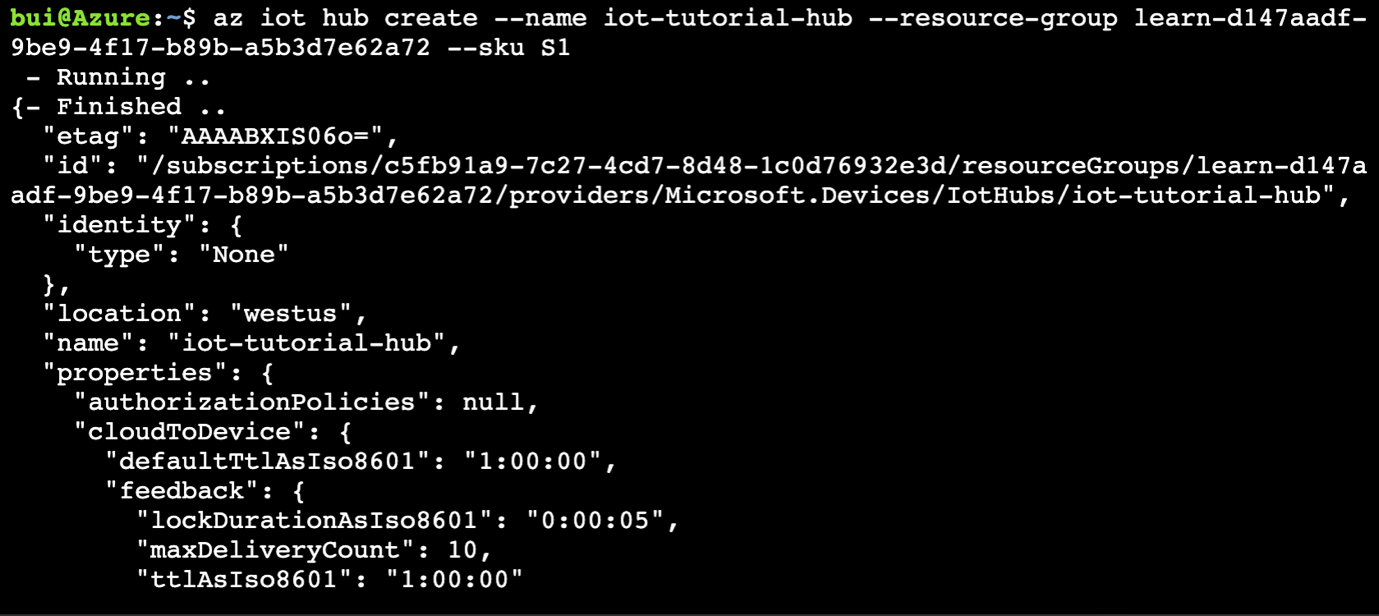 bui@Azure:~$ az iot hub create --name iot-tutorial-hub --resource-group learn-d147aadf-
9be9-4f17-b89b-a5b3d7e62a72 --sku S1
 - Running ..
{- Finished ..
  "etag": "AAAABXIS06o=",
  "id": "/subscriptions/c5fb91a9-7c27-4cd7-8d48-1c0d76932e3d/resourceGroups/learn-d147a
adf-9be9-4f17-b89b-a5b3d7e62a72/providers/Microsoft.Devices/IotHubs/iot-tutorial-hub",
  "identity": {
    "type": "None"
  },
  "location": "westus",
  "name": "iot-tutorial-hub",
  "properties": {
    "authorizationPolicies": null,
    "cloudToDevice": {
      "defaultTtlAsIso8601": "1:00:00",
      "feedback": {
        "lockDurationAsIso8601": "0:00:05",
        "maxDeliveryCount": 10,
        "ttlAsIso8601": "1:00:00"